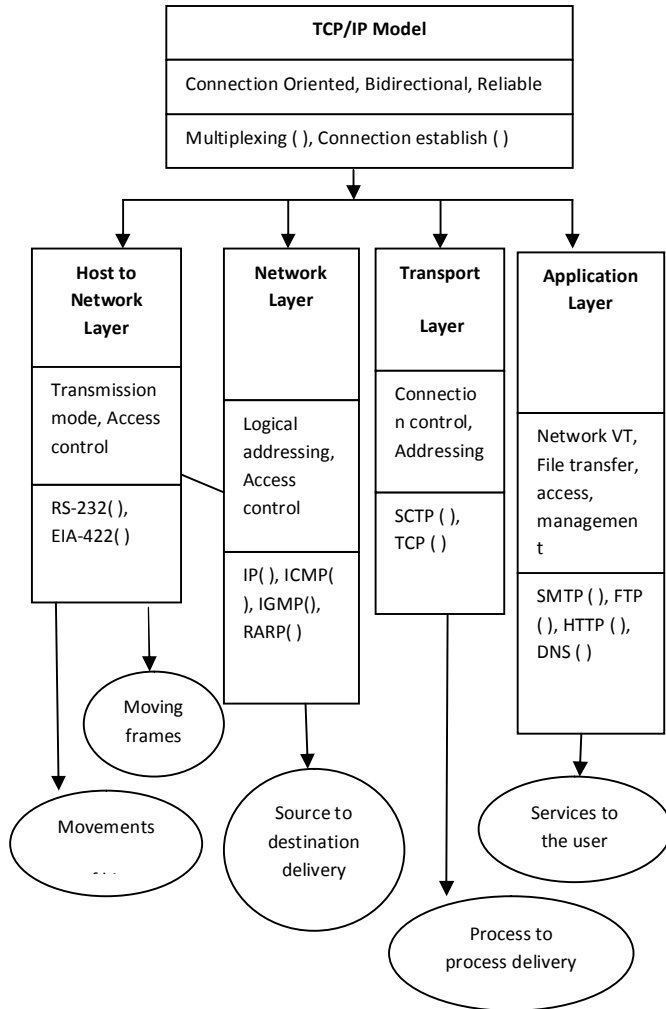 TCP/IP Model
Connection Oriented, Bidirectional, Reliable
Multiplexing ( ), Connection establish ( )
Host to
Network
Layer
Transmission
mode, Access
control
RS-232( ),
EIA-422( )
Network
Layer
Logical
addressing,
Access
control
IP( ), ICMP(
), IGMP(),
RARP( )
Transport
Layer
Connectio
n control,
Addressing
SCTP ( ),
TCP ( )
Application
Layer
Network VT,
File transfer,
access,
managemen
t
SMTP ( ), FTP
( ), HTTP ( ),
DNS ( )
Moving
frames
Movements
Source to
destination
delivery
Services to
the user
Process to
process delivery